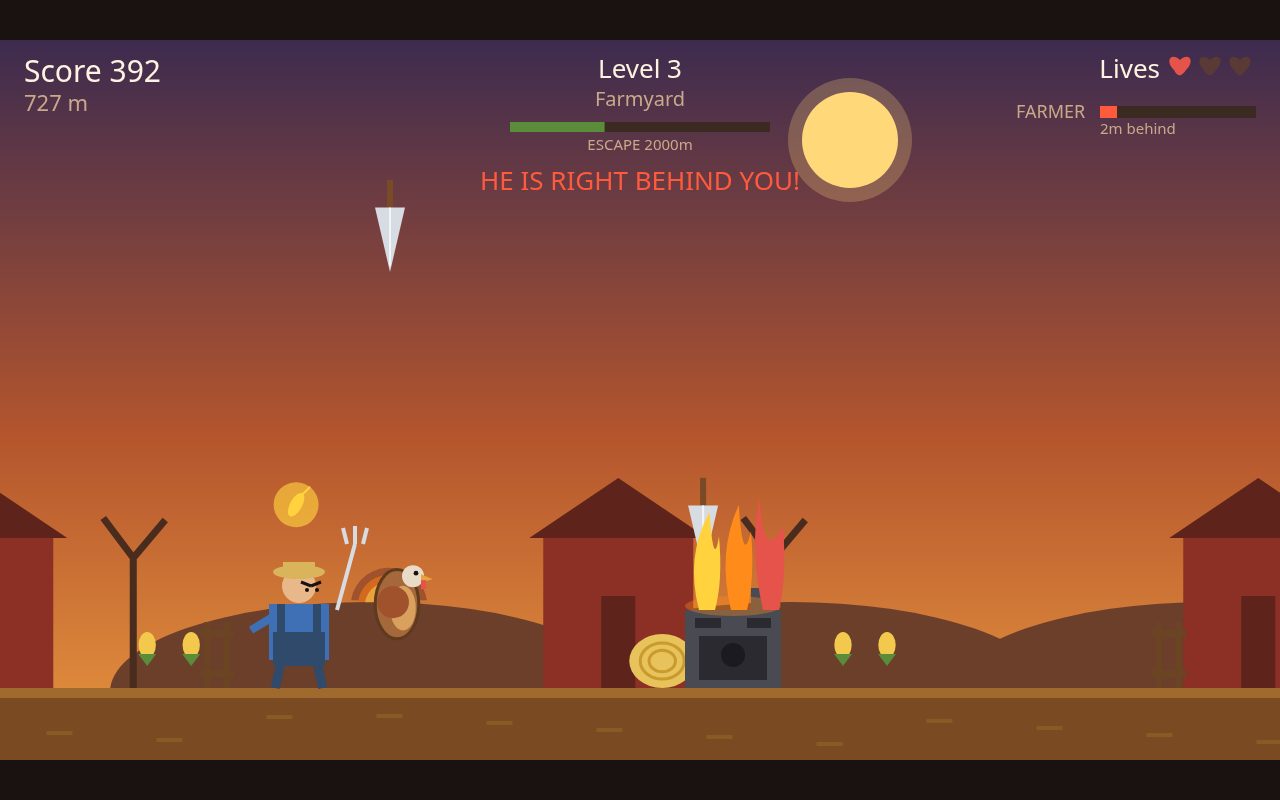 Score 392
727 m
Level 3
Farmyard
ESCAPE 2000m
HE IS RIGHT BEHIND YOU!
Lives
FARMER
2m behind